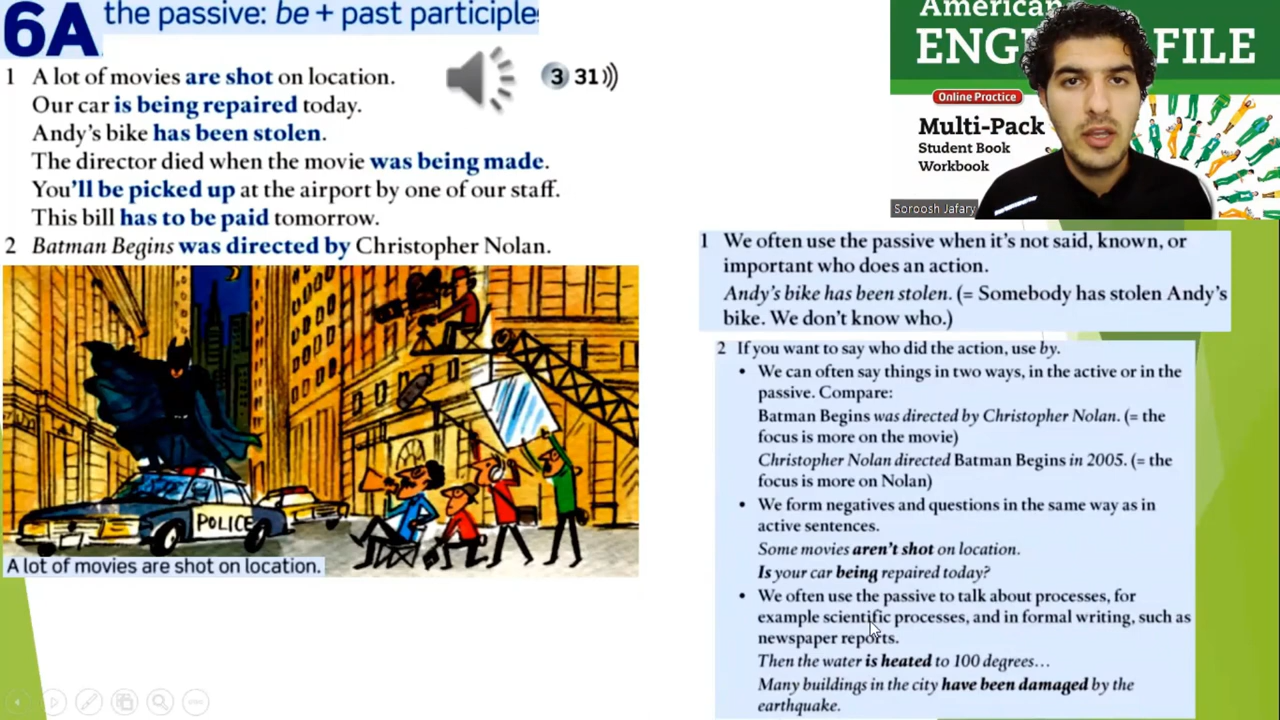 6A the passive: be + past participle
1 A lot of movies are shot on location.
3 31))
Our car is being repaired today.
Andy's bike has been stolen.
The director died when the movie was being made.
You'll be picked up at the airport by one of our staff.
This bill has to be paid tomorrow.
2 Batman Begins was directed by Christopher Nolan.
POLICE
A lot of movies are shot on location.
American
ENG FILE
Online Practice
Multi-Pack
Student Book
Workbook
Soroosh Jafary
1 We often use the passive when it's not said, known, or
important who does an action.
Andy's bike has been stolen. (= Somebody has stolen Andy's
bike. We don't know who.)
2 If you want to say who did the action, use by.
• We can often say things in two ways, in the active or in the
passive. Compare:
Batman Begins was directed by Christopher Nolan. (= the
focus is more on the movie)
Christopher Nolan directed Batman Begins in 2005. (= the
focus is more on Nolan)
• We form negatives and questions in the same way as in
active sentences.
Some movies aren't shot on location.
Is your car being repaired today?
• We often use the passive to talk about processes, for
example scientific processes, and in formal writing, such as
newspaper reports.
Then the water is heated to 100 degrees...
Many buildings in the city have been damaged by the
earthquake.